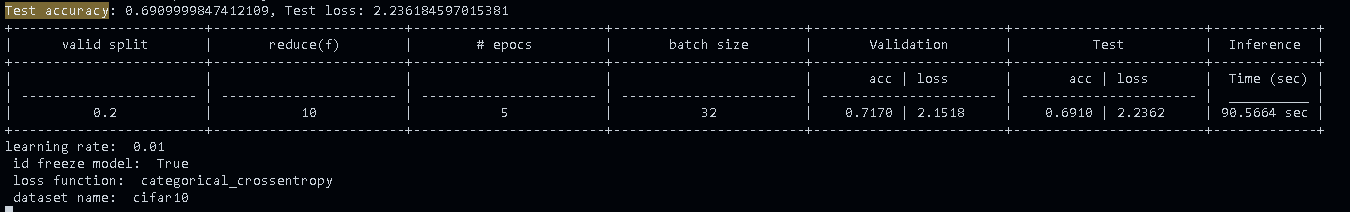 Test accuracy: 0.6909999847412109, Test loss: 2.236184597015381
| valid split | reduce(f) | # epocs | batch size | Validation | Test | Inference |
| | | | | acc | loss | acc | loss | Time (sec) |
| 0.2 | 10 | 5 | 32 | 0.7170 | 2.1518 | 0.6910 | 2.2362 | 90.5664 sec |
learning rate: 0.01
id freeze model: True
loss function: categorical_crossentropy
dataset name: cifar10